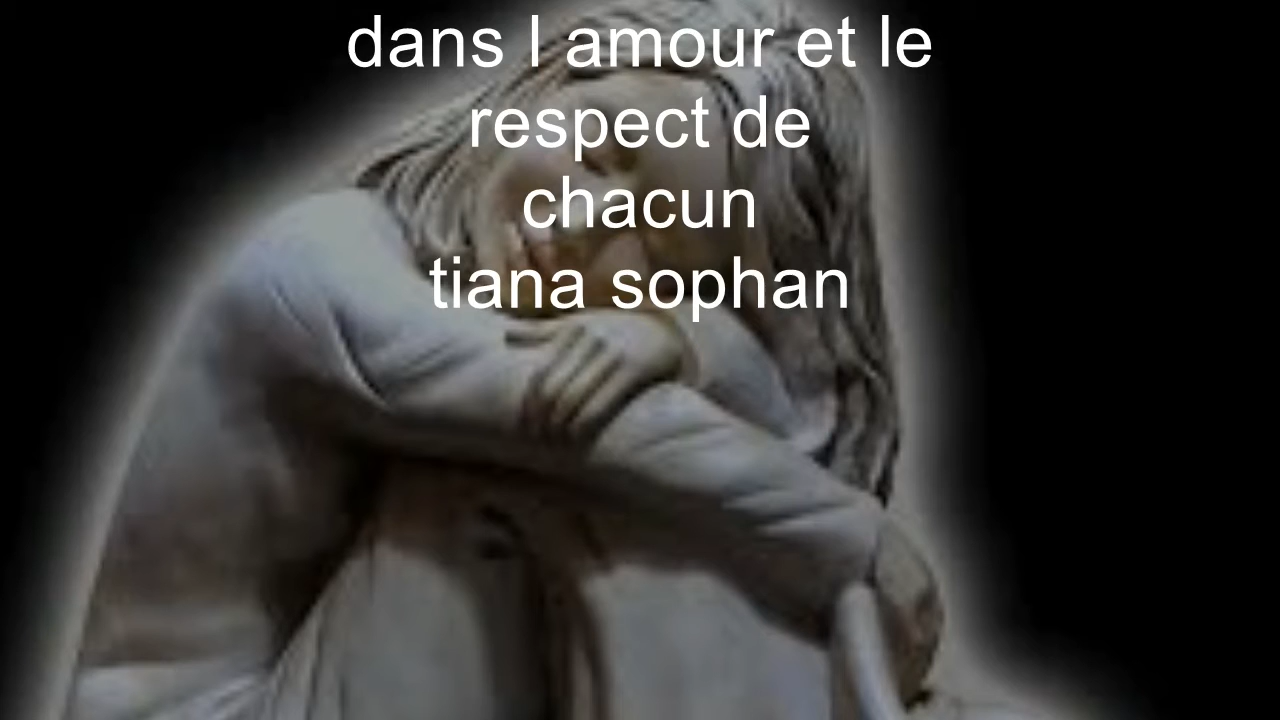 dans l amour et le
respect de
chacun
tiana sophan